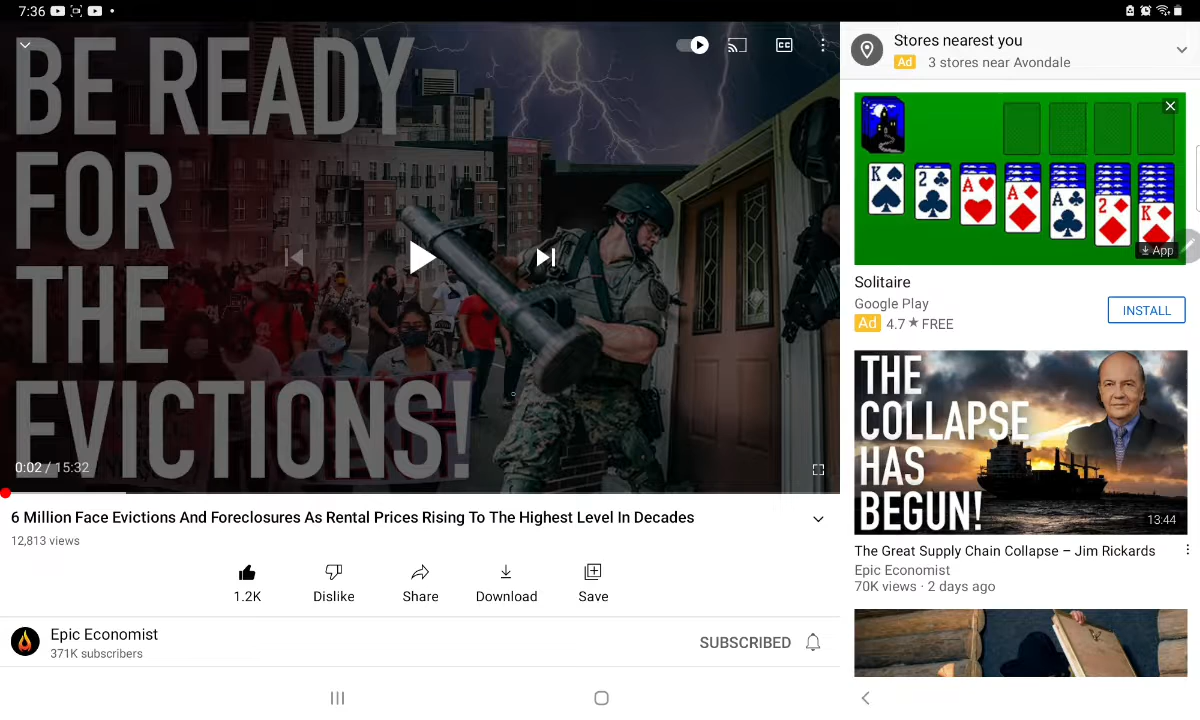 7:36
BE READY
FOR
THE
EVICTIONS!
CC
0:02 / 15:32
6 Million Face Evictions And Foreclosures As Rental Prices Rising To The Highest Level In Decades
12,813 views
1.2K
Dislike
Share
Download
Save
Epic Economist
371K subscribers
SUBSCRIBED
Stores nearest you
Ad 3 stores near Avondale
K 2 A A A 2 K
App
Solitaire
Google Play
Ad 4.7 ★ FREE
INSTALL
THE
COLLAPSE
HAS
BEGUN!
13:44
The Great Supply Chain Collapse – Jim Rickards
Epic Economist
70K views · 2 days ago